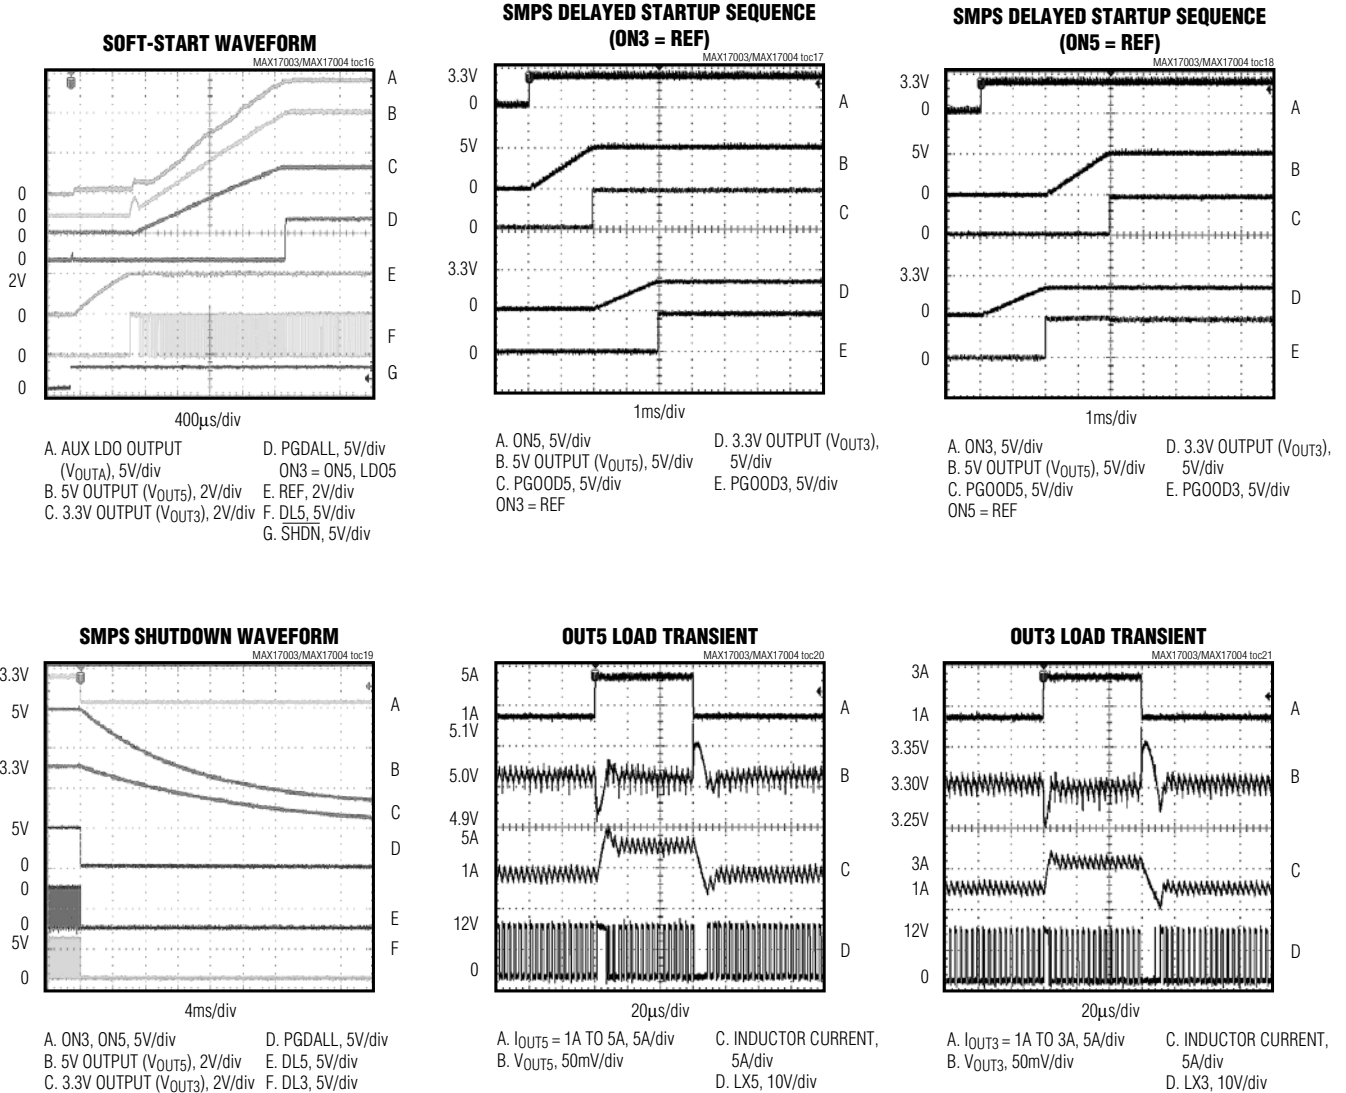 SOFT-START WAVEFORM
MAX17003/MAX17004 toc16
A
B
C
D
E
F
G
0
0
0
0
2V
0
0
0
400µs/div
A. AUX LDO OUTPUT
(VOUTA), 5V/div
B. 5V OUTPUT (VOUT5), 2V/div
C. 3.3V OUTPUT (VOUT3), 2V/div
D. PGDALL, 5V/div
ON3 = ON5, LDO5
E. REF, 2V/div
F. DL5, 5V/div
G. SHDN, 5V/div
SMPS DELAYED STARTUP SEQUENCE
(ON3 = REF)
MAX17003/MAX17004 toc17
3.3V
0
5V
0
0
3.3V
0
0
A
B
C
D
E
1ms/div
A. ON5, 5V/div
B. 5V OUTPUT (VOUT5), 5V/div
C. PGOOD5, 5V/div
ON3 = REF
D. 3.3V OUTPUT (VOUT3),
5V/div
E. PGOOD3, 5V/div
SMPS DELAYED STARTUP SEQUENCE
(ON5 = REF)
MAX17003/MAX17004 toc18
3.3V
0
5V
0
0
3.3V
0
0
A
B
C
D
E
1ms/div
A. ON3, 5V/div
B. 5V OUTPUT (VOUT5), 5V/div
C. PGOOD5, 5V/div
ON5 = REF
D. 3.3V OUTPUT (VOUT3),
5V/div
E. PGOOD3, 5V/div
SMPS SHUTDOWN WAVEFORM
MAX17003/MAX17004 toc19
3.3V
5V
3.3V
5V
0
0
0
5V
0
A
B
C
D
E
F
4ms/div
A. ON3, ON5, 5V/div
B. 5V OUTPUT (VOUT5), 2V/div
C. 3.3V OUTPUT (VOUT3), 2V/div
D. PGDALL, 5V/div
E. DL5, 5V/div
F. DL3, 5V/div
OUT5 LOAD TRANSIENT
MAX17003/MAX17004 toc20
5A
1A
5.1V
5.0V
4.9V
5A
1A
12V
0
A
B
C
D
20µs/div
A. IOUT5 = 1A TO 5A, 5A/div
B. VOUT5, 50mV/div
C. INDUCTOR CURRENT,
5A/div
D. LX5, 10V/div
OUT3 LOAD TRANSIENT
MAX17003/MAX17004 toc21
3A
1A
3.35V
3.30V
3.25V
3A
1A
12V
0
A
B
C
D
20µs/div
A. IOUT3 = 1A TO 3A, 5A/div
B. VOUT3, 50mV/div
C. INDUCTOR CURRENT,
5A/div
D. LX3, 10V/div